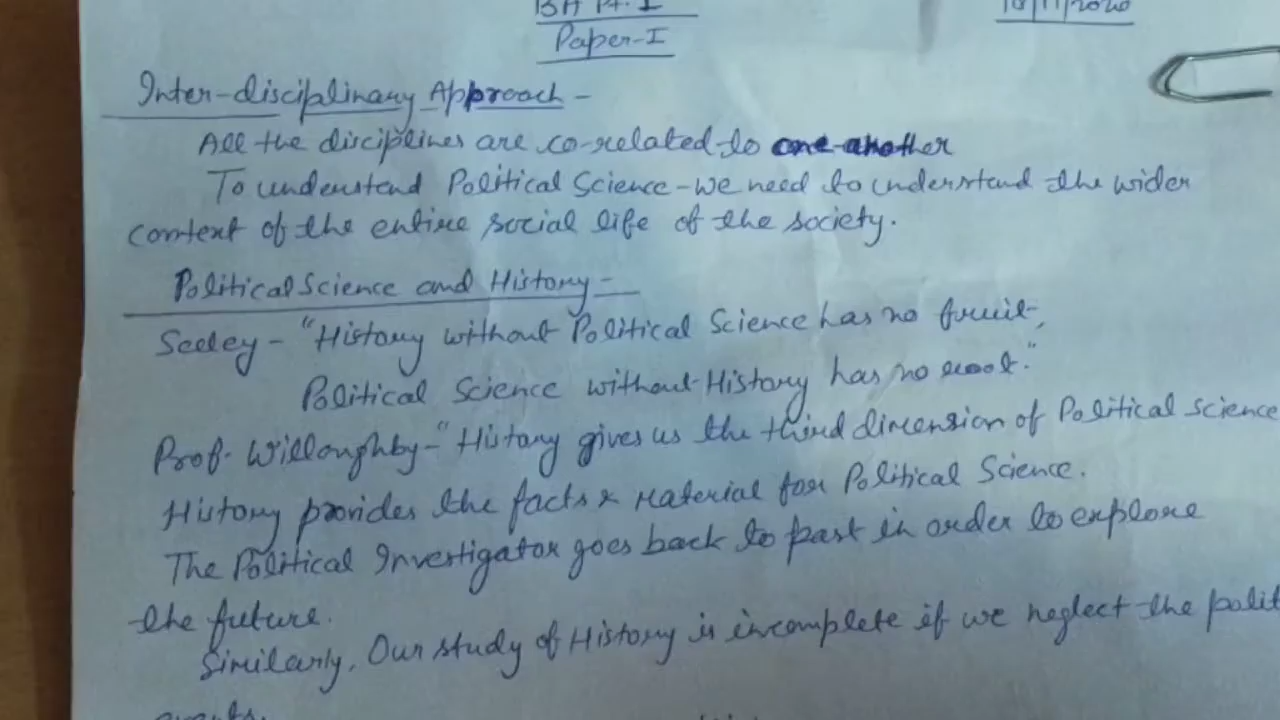 BA Pt. I
Paper-I
Inter-disciplinary Approach -
All the disciplines are co-related to one another
To understand Political Science - we need to understand the wider
context of the entire social life of the society.
Political Science and History -
Seeley - "History without Political Science has no fruit,
Political Science without History has no root."
Prof. Willoughby - "History gives us the third dimension of Political Science
History provides the facts & material for Political Science.
The Political Investigator goes back to past in order to explore
the future.
Similarly, Our study of History is incomplete if we neglect the polit
events.